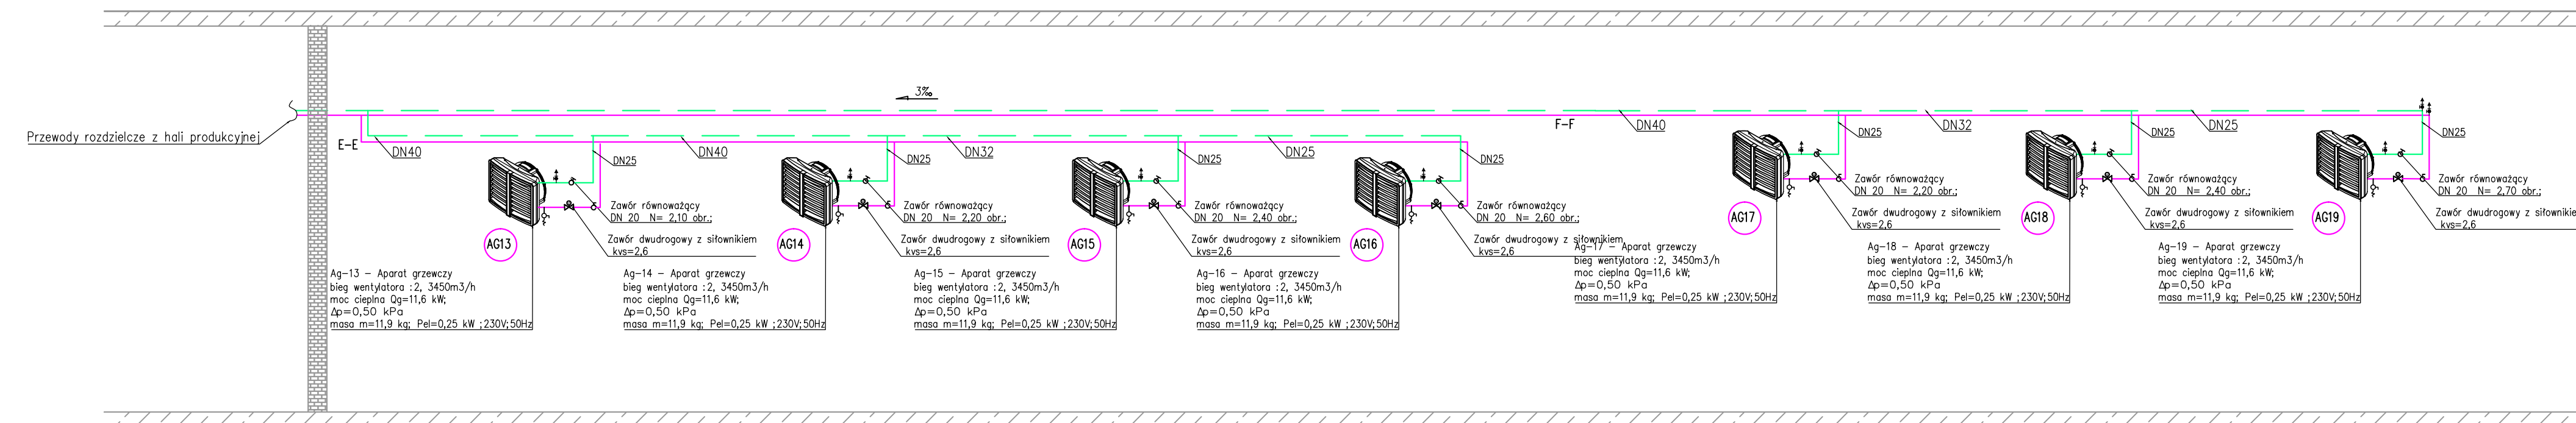 3‰
Przewody rozdzielcze z hali produkcyjnej
E-E
F-F
DN40
DN40
DN32
DN25
DN40
DN32
DN25
DN25
DN25
DN25
DN25
DN25
DN25
DN25
AG13
Zawór równoważący
DN 20 N= 2,10 obr.;
Zawór dwudrogowy z siłownikiem
kvs=2,6
Ag-13 - Aparat grzewczy
bieg wentylatora :2, 3450m3/h
moc cieplna Qg=11,6 kW;
Δp=0,50 kPa
masa m=11,9 kg; Pel=0,25 kW ;230V;50Hz
AG14
Zawór równoważący
DN 20 N= 2,20 obr.;
Zawór dwudrogowy z siłownikiem
kvs=2,6
Ag-14 - Aparat grzewczy
bieg wentylatora :2, 3450m3/h
moc cieplna Qg=11,6 kW;
Δp=0,50 kPa
masa m=11,9 kg; Pel=0,25 kW ;230V;50Hz
AG15
Zawór równoważący
DN 20 N= 2,40 obr.;
Zawór dwudrogowy z siłownikiem
kvs=2,6
Ag-15 - Aparat grzewczy
bieg wentylatora :2, 3450m3/h
moc cieplna Qg=11,6 kW;
Δp=0,50 kPa
masa m=11,9 kg; Pel=0,25 kW ;230V;50Hz
AG16
Zawór równoważący
DN 20 N= 2,60 obr.;
Zawór dwudrogowy z siłownikiem
kvs=2,6
Ag-16 - Aparat grzewczy
bieg wentylatora :2, 3450m3/h
moc cieplna Qg=11,6 kW;
Δp=0,50 kPa
masa m=11,9 kg; Pel=0,25 kW ;230V;50Hz
AG17
Zawór równoważący
DN 20 N= 2,20 obr.;
Zawór dwudrogowy z siłownikiem
kvs=2,6
Ag-17 - Aparat grzewczy
bieg wentylatora :2, 3450m3/h
moc cieplna Qg=11,6 kW;
Δp=0,50 kPa
masa m=11,9 kg; Pel=0,25 kW ;230V;50Hz
AG18
Zawór równoważący
DN 20 N= 2,40 obr.;
Zawór dwudrogowy z siłownikiem
kvs=2,6
Ag-18 - Aparat grzewczy
bieg wentylatora :2, 3450m3/h
moc cieplna Qg=11,6 kW;
Δp=0,50 kPa
masa m=11,9 kg; Pel=0,25 kW ;230V;50Hz
AG19
Zawór równoważący
DN 20 N= 2,70 obr.;
Zawór dwudrogowy z siłownikie
kvs=2,6
Ag-19 - Aparat grzewczy
bieg wentylatora :2, 3450m3/h
moc cieplna Qg=11,6 kW;
Δp=0,50 kPa
masa m=11,9 kg; Pel=0,25 kW ;230V;50Hz